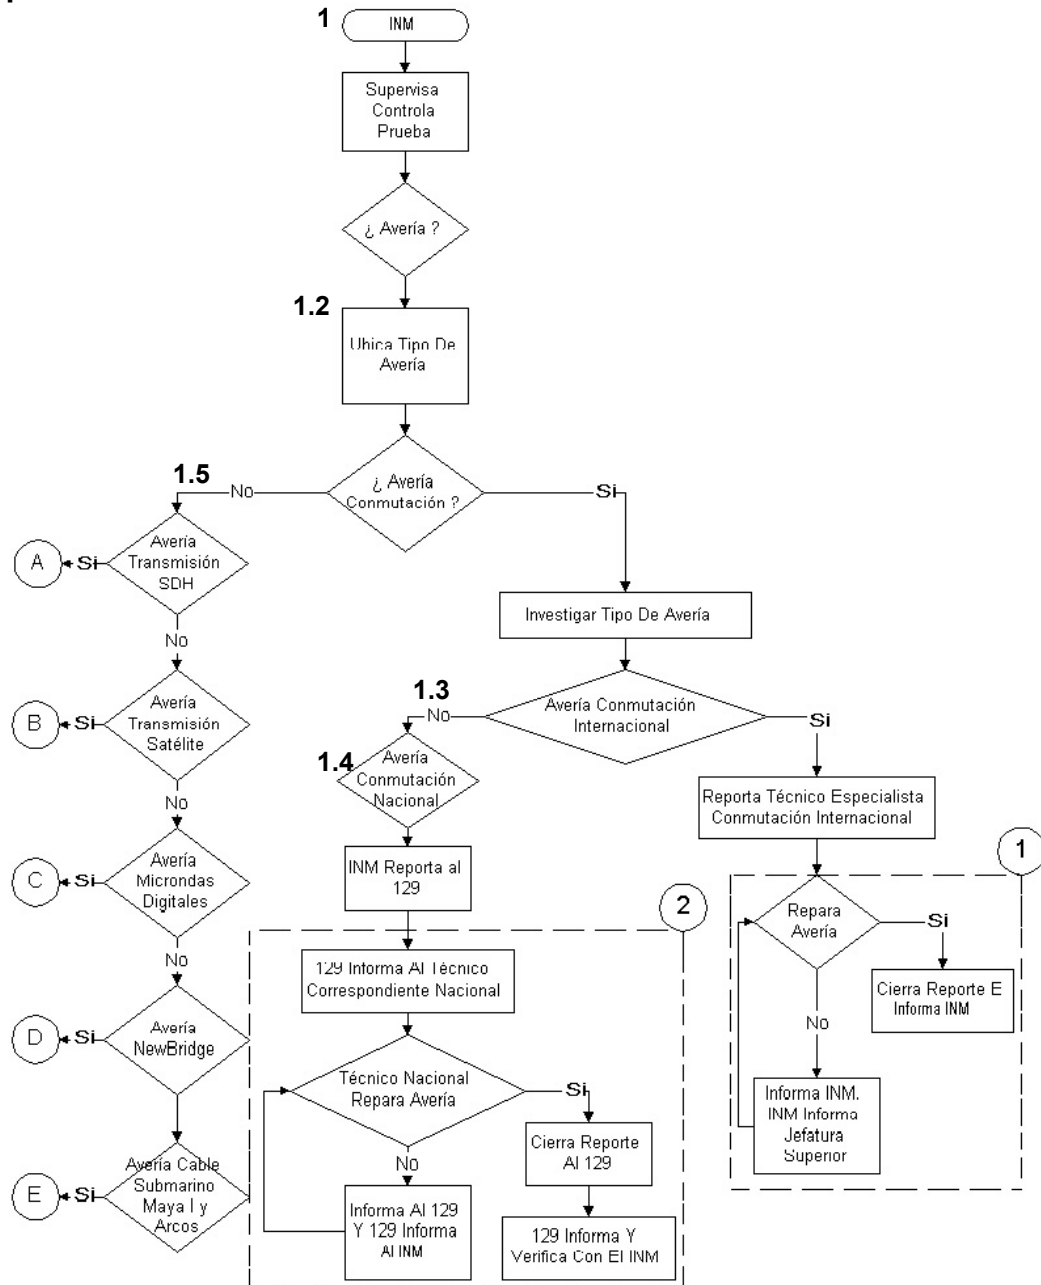 1
INM
Supervisa
Controla
Prueba
¿ Avería ?
1.2
Ubica Tipo De
Avería
¿ Avería
Conmutación ?
1.5
No
Si
Avería
Transmisión
SDH
A
Si
No
Investigar Tipo De Avería
Avería
Transmisión
Satélite
B
Si
No
1.3
No
Avería Conmutación
Internacional
Si
1.4
Avería
Conmutación
Nacional
Reporta Técnico Especialista
Conmutación Internacional
INM Reporta al
129
Avería
Microndas
Digitales
C
Si
No
1
Repara
Avería
Si
Cierra Reporte E
Informa INM
No
Informa INM.
INM Informa
Jefatura
Superior
2
129 Informa Al Técnico
Correspondiente Nacional
Avería
NewBridge
D
Si
Técnico Nacional
Repara Avería
Si
No
Cierra Reporte
Al 129
Informa Al 129
Y 129 Informa
Al INM
129 Informa Y
Verifica Con El INM
Avería Cable
Submarino
Maya I y
Arcos
E
Si